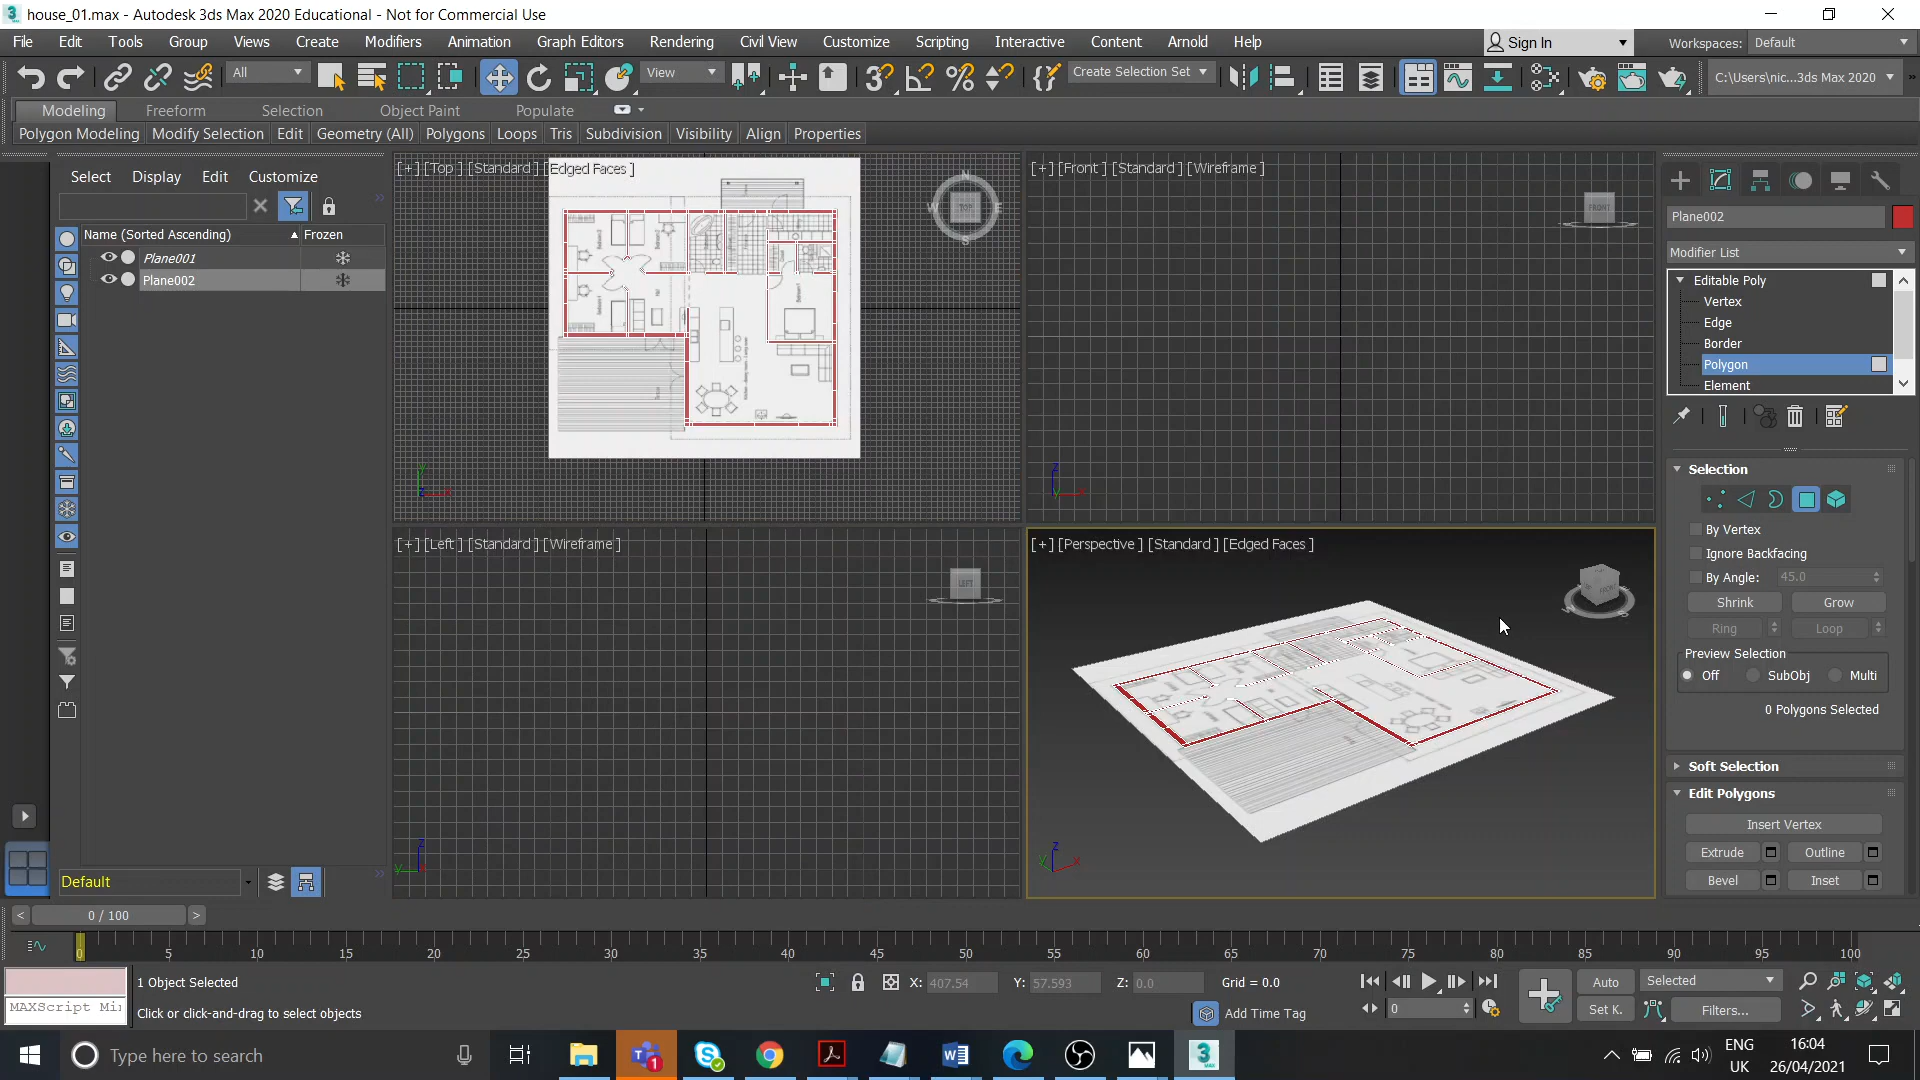 house_01.max - Autodesk 3ds Max 2020 Educational - Not for Commercial Use
File Edit Tools Group Views Create Modifiers Animation Graph Editors Rendering Civil View Customize Scripting Interactive Content Arnold Help Sign In Workspaces: Default
All View Create Selection Set C:\Users\nic...3ds Max 2020
Modeling Freeform Selection Object Paint Populate
Polygon Modeling Modify Selection Edit Geometry (All) Polygons Loops Tris Subdivision Visibility Align Properties
Select Display Edit Customize
Name (Sorted Ascending) Frozen
Plane001
Plane002
Default
[+] [Top ] [Standard ] [Edged Faces ]
N
W TOP E
S
y
z x
[+] [Front ] [Standard ] [Wireframe ]
FRONT
z
y x
[+] [Left ] [Standard ] [Wireframe ]
LEFT
z
y x
[+] [Perspective ] [Standard ] [Edged Faces ]
z
y x
Plane002
Modifier List
Editable Poly
Vertex
Edge
Border
Polygon
Element
Selection
By Vertex
Ignore Backfacing
By Angle: 45.0
Shrink Grow
Ring Loop
Preview Selection
Off SubObj Multi
0 Polygons Selected
Soft Selection
Edit Polygons
Insert Vertex
Extrude Outline
Bevel Inset
< 0 / 100 >
0 5 10 15 20 25 30 35 40 45 50 55 60 65 70 75 80 85 90 95 100
1 Object Selected X: 407.54 Y: 57.593 Z: 0.0 Grid = 0.0 Auto Selected
MAXScript Mi
Click or click-and-drag to select objects Add Time Tag 0 Set K. Filters...
Type here to search 1 ENG 16:04
UK 26/04/2021